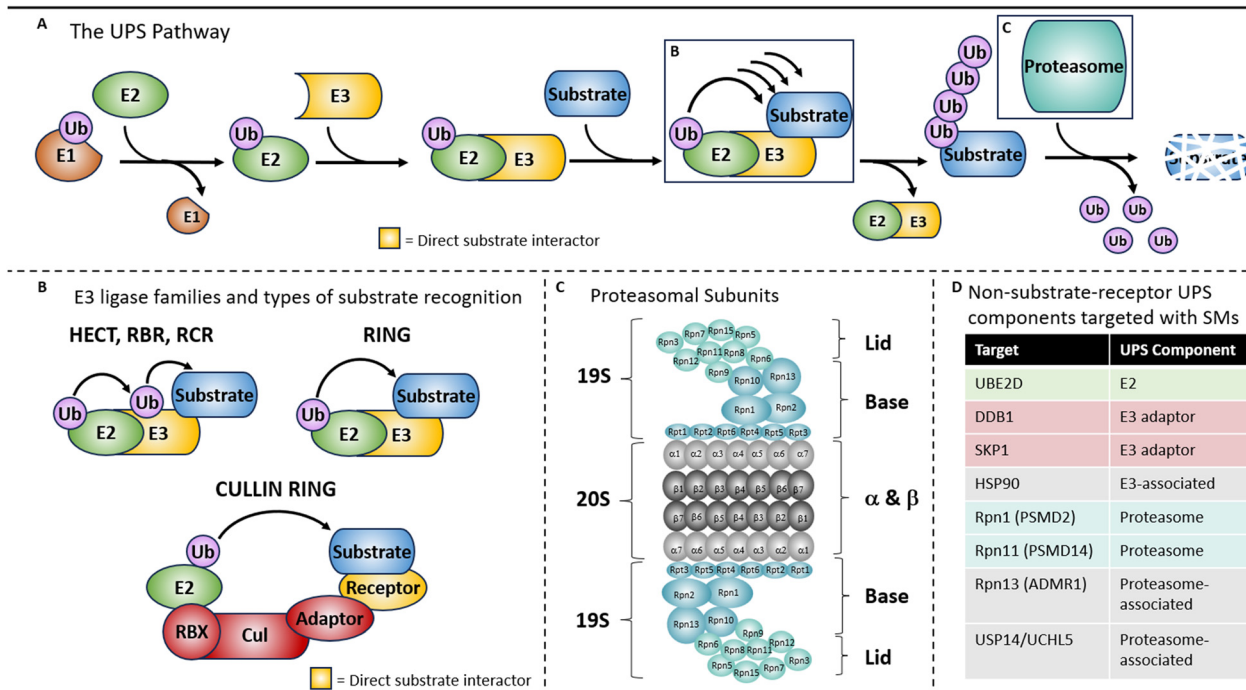 A
The UPS Pathway
B
C
E2
E3
Substrate
Ub
Ub
Ub
Ub
Proteasome
Ub
E1
Ub
E2
Ub
E2
E3
Ub
E2
E3
Substrate
Ub
Substrate
Substrate
E1
E2
E3
Ub
Ub
Ub
Ub
= Direct substrate interactor
B
E3 ligase families and types of substrate recognition
HECT, RBR, RCR
RING
Ub
Ub
Substrate
E2
E3
Ub
Substrate
E2
E3
CULLIN RING
Ub
Substrate
E2
Receptor
RBX
Cul
Adaptor
= Direct substrate interactor
C
Proteasomal Subunits
Rpn3
Rpn7
Rpn15
Rpn5
Rpn12
Rpn11
Rpn8
Rpn6
Rpn9
Rpn10
Rpn13
Rpn1
Rpn2
Rpt1 Rpt2 Rpt6 Rpt4 Rpt5 Rpt3
α1 α2 α3 α4 α5 α6 α7
β1 β2 β3 β4 β5 β6 β7
β7 β6 β5 β4 β3 β2 β1
α7 α6 α5 α4 α3 α2 α1
Rpt3 Rpt5 Rpt4 Rpt6 Rpt2 Rpt1
Rpn2
Rpn1
Rpn13
Rpn10
Rpn9
Rpn6
Rpn8
Rpn11
Rpn12
Rpn5
Rpn15
Rpn7
Rpn3
19S
20S
19S
Lid
Base
α & β
Base
Lid
D
Non-substrate-receptor UPS
components targeted with SMs
Target UPS Component
UBE2D E2
DDB1 E3 adaptor
SKP1 E3 adaptor
HSP90 E3-associated
Rpn1 (PSMD2) Proteasome
Rpn11 (PSMD14) Proteasome
Rpn13 (ADMR1) Proteasome-
associated
USP14/UCHL5 Proteasome-
associated